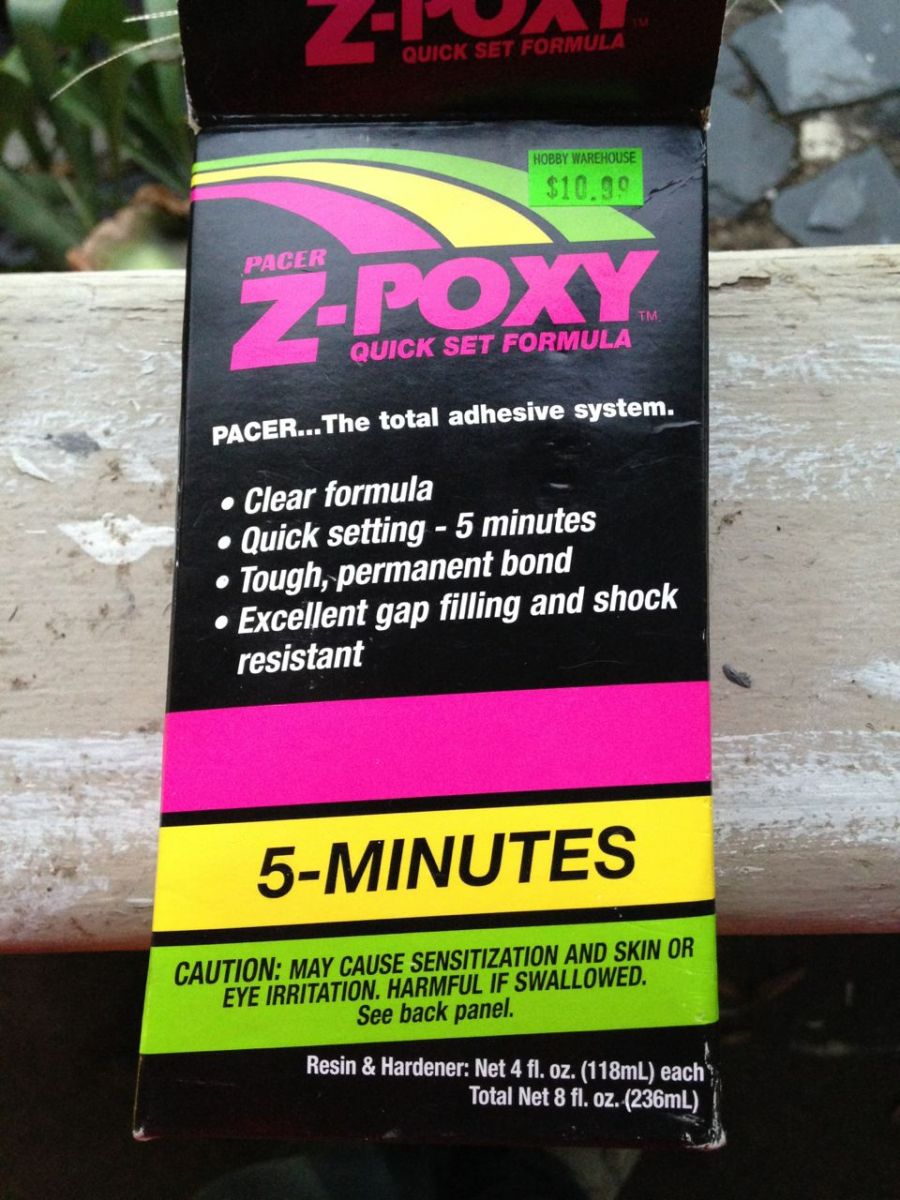 Z-POXY™
QUICK SET FORMULA
HOBBY WAREHOUSE
$10.99
PACER
Z-POXY™
QUICK SET FORMULA
PACER...The total adhesive system.
• Clear formula
• Quick setting - 5 minutes
• Tough, permanent bond
• Excellent gap filling and shock
resistant
5-MINUTES
CAUTION: MAY CAUSE SENSITIZATION AND SKIN OR
EYE IRRITATION. HARMFUL IF SWALLOWED.
See back panel.
Resin & Hardener: Net 4 fl. oz. (118mL) each
Total Net 8 fl. oz. (236mL)